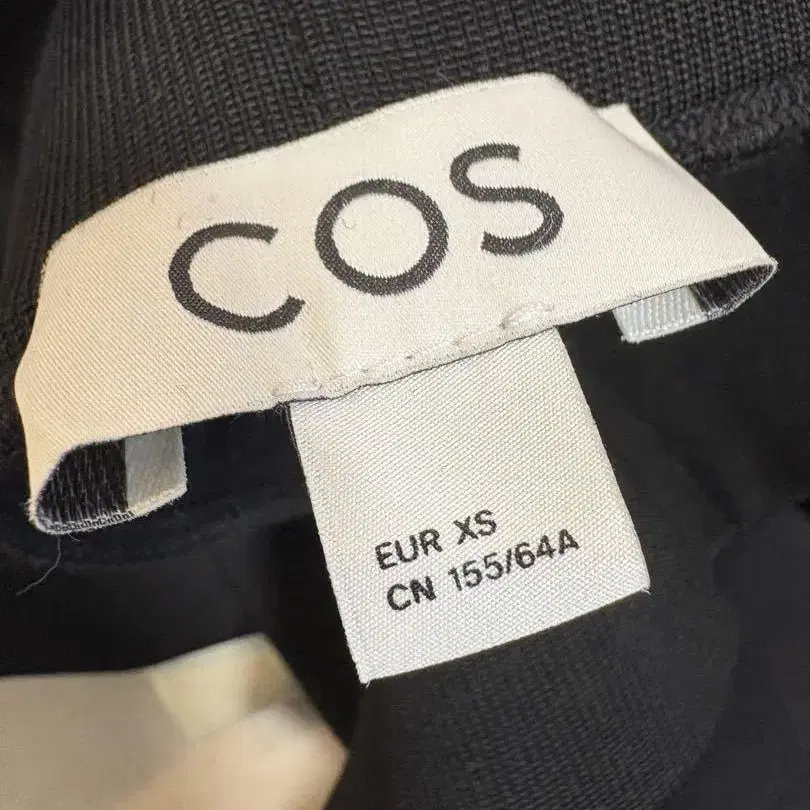 COS
EUR XS
CN 155/64A